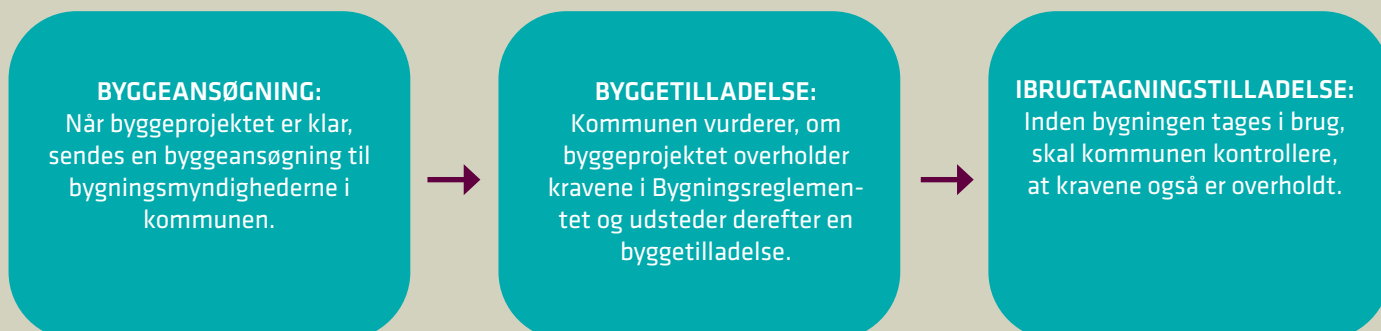 BYGGEANSØGNING:
Når byggeprojektet er klar,
sendes en byggeansøgning til
bygningsmyndighederne i
kommunen.
BYGGETILLADELSE:
Kommunen vurderer, om
byggeprojektet overholder
kravene i Bygningsreglemen-
tet og udsteder derefter en
byggetilladelse.
IBRUGTAGNINGSTILLADELSE:
Inden bygningen tages i brug,
skal kommunen kontrollere,
at kravene også er overholdt.